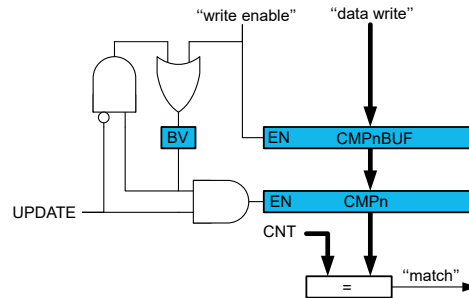 “write enable” “data write”
BV
EN CMPnBUF
EN CMPn
UPDATE
CNT
=
“match”